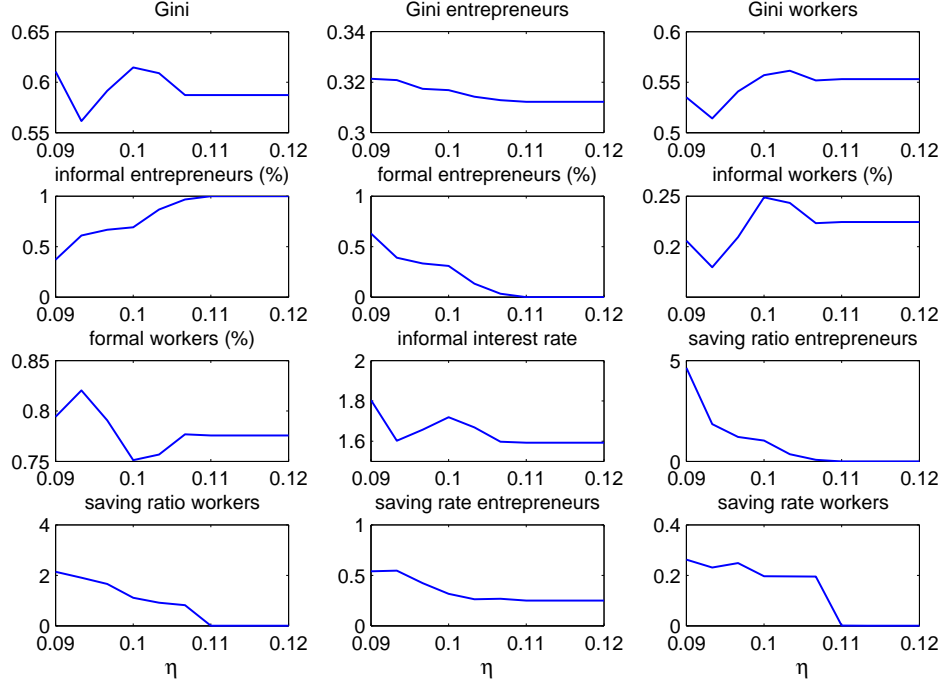 Gini Gini entrepreneurs Gini workers
0.65 0.34 0.6
0.6 0.32 0.55
0.55 0.3 0.5
0.09 0.1 0.11 0.12 0.09 0.1 0.11 0.12 0.09 0.1 0.11 0.12
informal entrepreneurs (%) formal entrepreneurs (%) informal workers (%)
1 1 0.25
0.5 0.5 0.2
0 0
0.09 0.1 0.11 0.12 0.09 0.1 0.11 0.12 0.09 0.1 0.11 0.12
formal workers (%) informal interest rate saving ratio entrepreneurs
0.85 2 5
0.8 1.8
0.75 1.6 0
0.09 0.1 0.11 0.12 0.09 0.1 0.11 0.12 0.09 0.1 0.11 0.12
saving ratio workers saving rate entrepreneurs saving rate workers
4 1 0.4
2 0.5 0.2
0 0 0
0.09 0.1 0.11 0.12 0.09 0.1 0.11 0.12 0.09 0.1 0.11 0.12
η η η